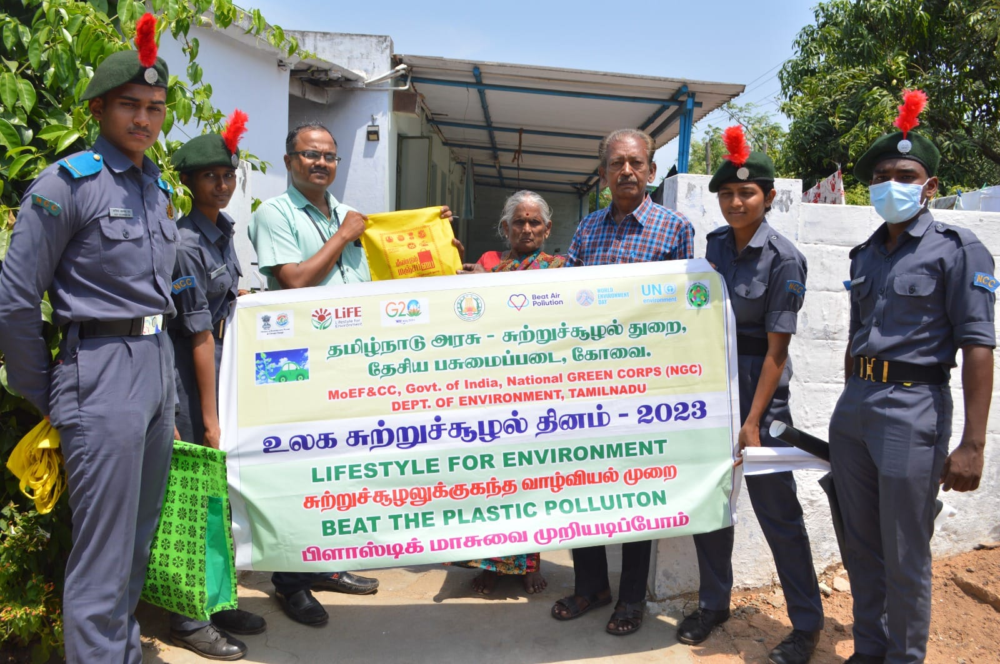 NCC
NCC
NCC
NCC
மீண்டும்
மஞ்சப்பை
LiFE
Lifestyle for
Environment
G20
Beat Air
Pollution
WORLD
ENVIRONMENT
DAY
UN
environment
தமிழ்நாடு அரசு - சுற்றுச்சூழல் துறை,
தேசிய பசுமைப்படை, கோவை.
MoEF&CC, Govt. of India, National GREEN CORPS (NGC)
DEPT. OF ENVIRONMENT, TAMILNADU
உலக சுற்றுச்சூழல் தினம் - 2023
LIFESTYLE FOR ENVIRONMENT
சுற்றுச்சூழலுக்குகந்த வாழ்வியல் முறை
BEAT THE PLASTIC POLLUITON
பிளாஸ்டிக் மாசுவை முறியடிப்போம்